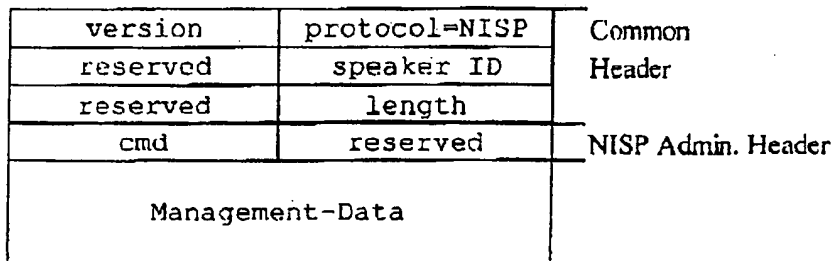 version protocol=NISP Common
reserved speaker ID Header
reserved length
cmd reserved NISP Admin. Header
Management-Data